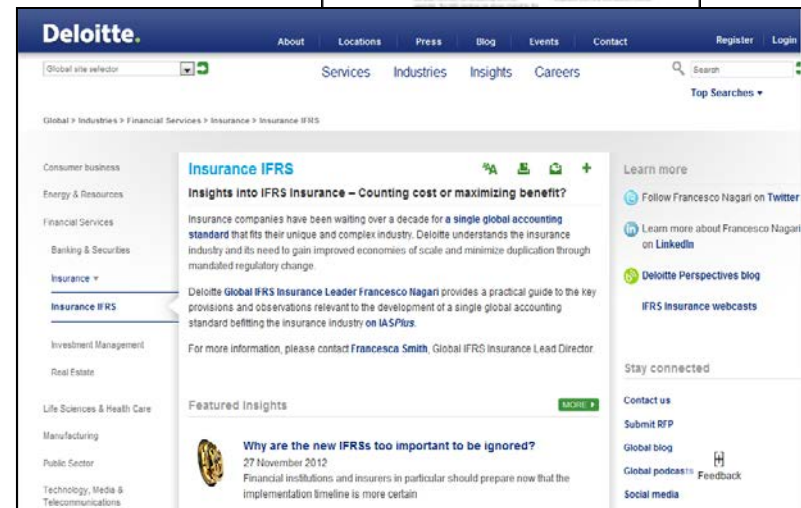 Deloitte.
About
Locations
Press
Blog
Events
Contact
Register
Login
Global site selector
Services
Industries
Insights
Careers
Search
Top Searches
Global > Industries > Financial Services > Insurance > Insurance IFRS
Consumer business
Energy & Resources
Financial Services
Banking & Securities
Insurance
Insurance IFRS
Investment Management
Real Estate
Life Sciences & Health Care
Manufacturing
Public Sector
Technology, Media &
Telecommunications
Insurance IFRS
Insights into IFRS Insurance – Counting cost or maximizing benefit?
Insurance companies have been waiting over a decade for a single global accounting
standard that fits their unique and complex industry. Deloitte understands the insurance
industry and its need to gain improved economies of scale and minimize duplication through
mandated regulatory change.
Deloitte Global IFRS Insurance Leader Francesco Nagari provides a practical guide to the key
provisions and observations relevant to the development of a single global accounting
standard befitting the insurance industry on IASPlus.
For more information, please contact Francesca Smith, Global IFRS Insurance Lead Director.
Featured Insights
MORE
Why are the new IFRSs too important to be ignored?
27 November 2012
Financial institutions and insurers in particular should prepare now that the
implementation timeline is more certain
Learn more
Follow Francesco Nagari on Twitter
Learn more about Francesco Nagari
on LinkedIn
Deloitte Perspectives blog
IFRS Insurance webcasts
Stay connected
Contact us
Submit RFP
Global blog
Global podcasts
[+]
Feedback
Social media